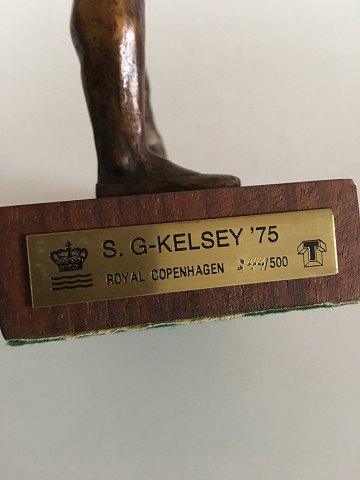 S. G-KELSEY '75
ROYAL COPENHAGEN /500
T